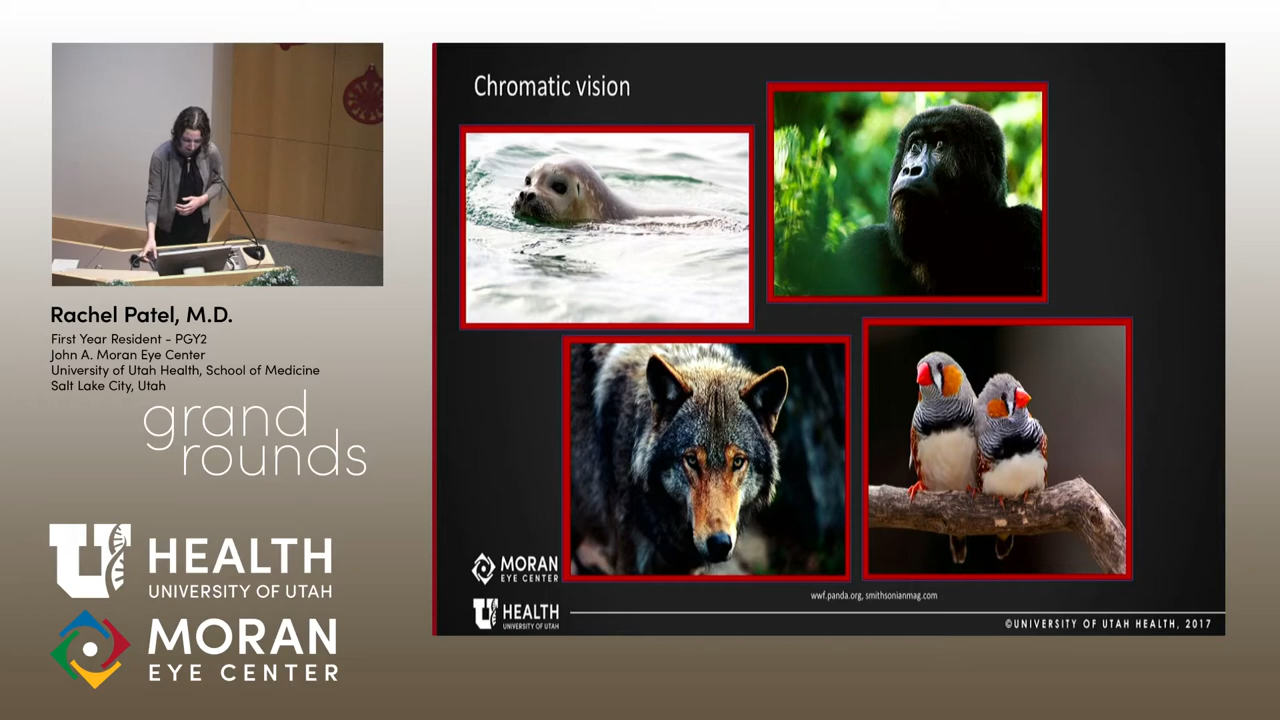 Rachel Patel, M.D.
First Year Resident - PGY2
John A. Moran Eye Center
University of Utah Health, School of Medicine
Salt Lake City, Utah
grand
rounds
U HEALTH
UNIVERSITY OF UTAH
MORAN
EYE CENTER
Chromatic vision
MORAN
EYE CENTER
U HEALTH
UNIVERSITY OF UTAH
wwf.panda.org, smithsonianmag.com
©UNIVERSITY OF UTAH HEALTH, 2017